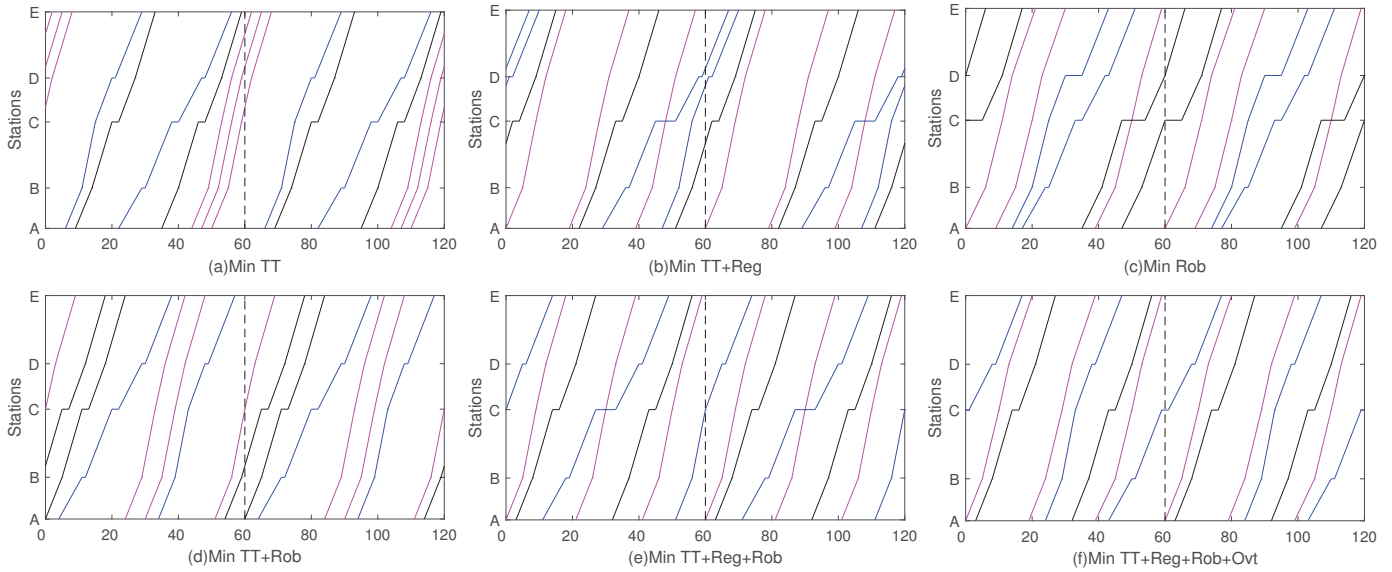 E
D
C
B
A
Stations
0 20 40 60 80 100 120
(a)Min TT
E
D
C
B
A
Stations
0 20 40 60 80 100 120
(b)Min TT+Reg
E
D
C
B
A
Stations
0 20 40 60 80 100 120
(c)Min Rob
E
D
C
B
A
Stations
0 20 40 60 80 100 120
(d)Min TT+Rob
E
D
C
B
A
Stations
0 20 40 60 80 100 120
(e)Min TT+Reg+Rob
E
D
C
B
A
Stations
0 20 40 60 80 100 120
(f)Min TT+Reg+Rob+Ovt